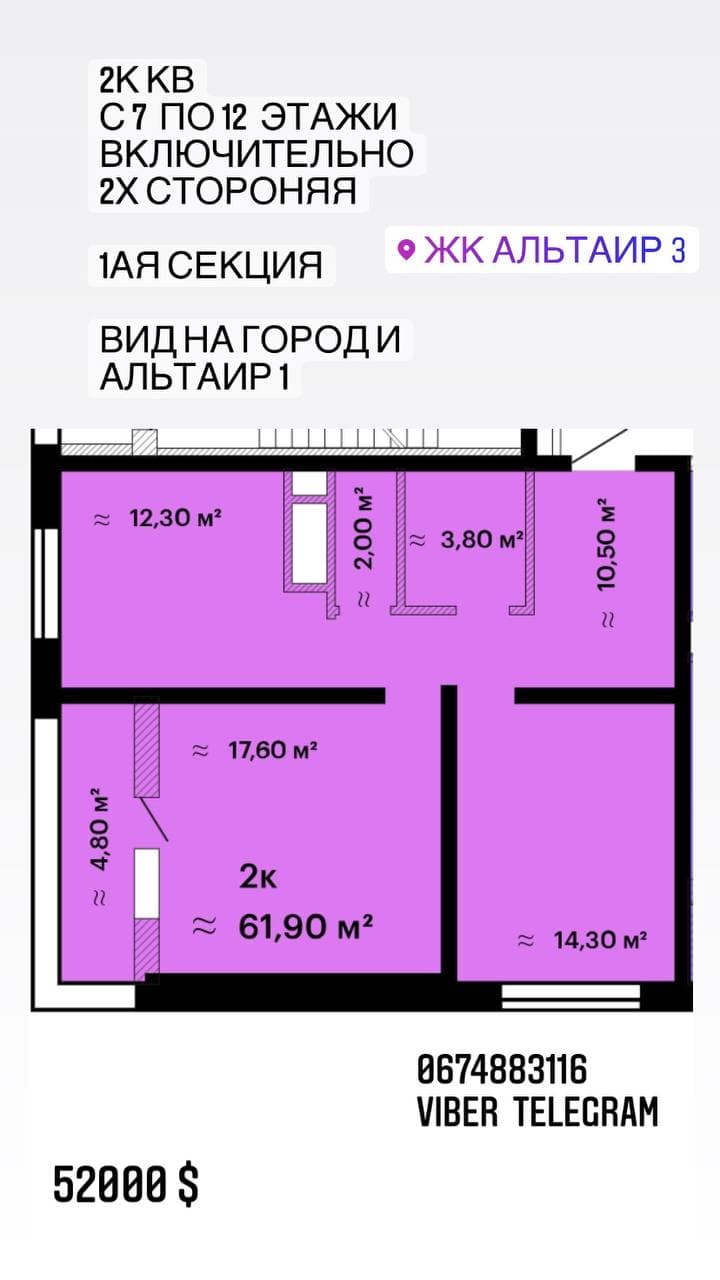 2К КВ
С 7 ПО 12 ЭТАЖИ
ВКЛЮЧИТЕЛЬНО
2Х СТОРОНЯЯ
1АЯ СЕКЦИЯ
ЖК АЛЬТАИР 3
ВИД НА ГОРОД И
АЛЬТАИР 1
≈ 12,30 м²
≈ 2,00 м²
≈ 3,80 м²
≈ 10,50 м²
≈ 17,60 м²
≈ 4,80 м²
2к
≈ 61,90 м²
≈ 14,30 м²
0674883116
VIBER TELEGRAM
52000 $